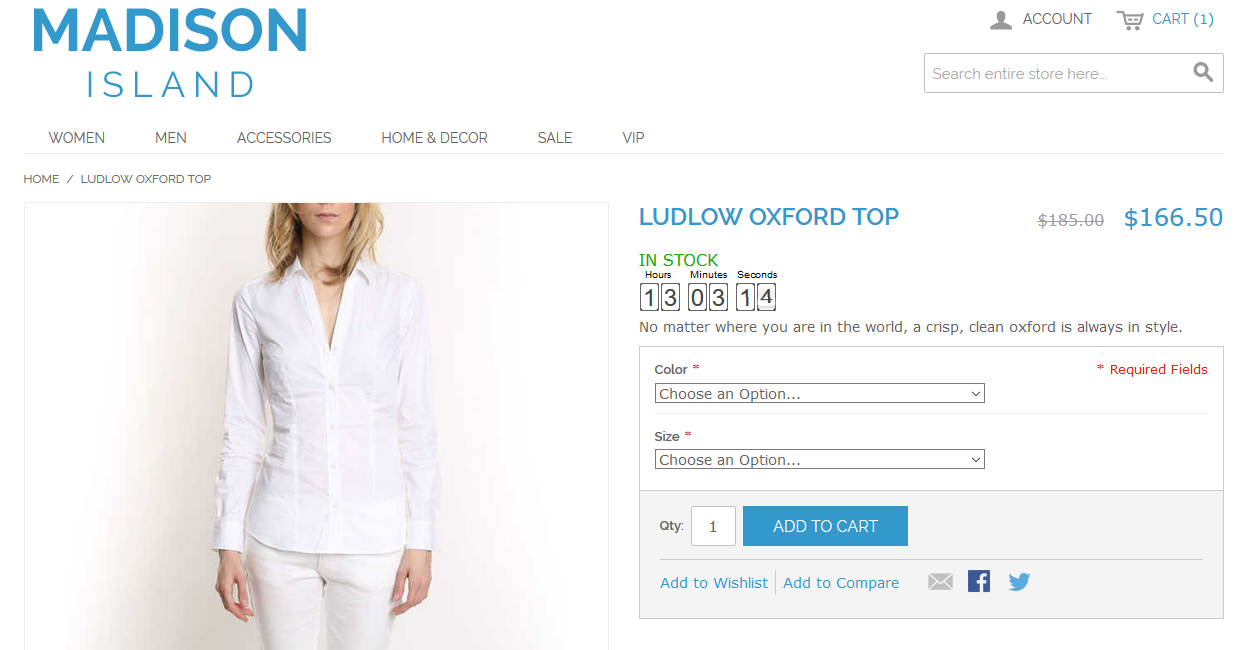 MADISON
ISLAND
ACCOUNT
CART (1)
Search entire store here...
WOMEN MEN ACCESSORIES HOME & DECOR SALE VIP
HOME / LUDLOW OXFORD TOP
LUDLOW OXFORD TOP
$185.00 $166.50
IN STOCK
Hours Minutes Seconds
13 03 14
No matter where you are in the world, a crisp, clean oxford is always in style.
Color * * Required Fields
Choose an Option...
Size *
Choose an Option...
Qty: 1 ADD TO CART
Add to Wishlist Add to Compare